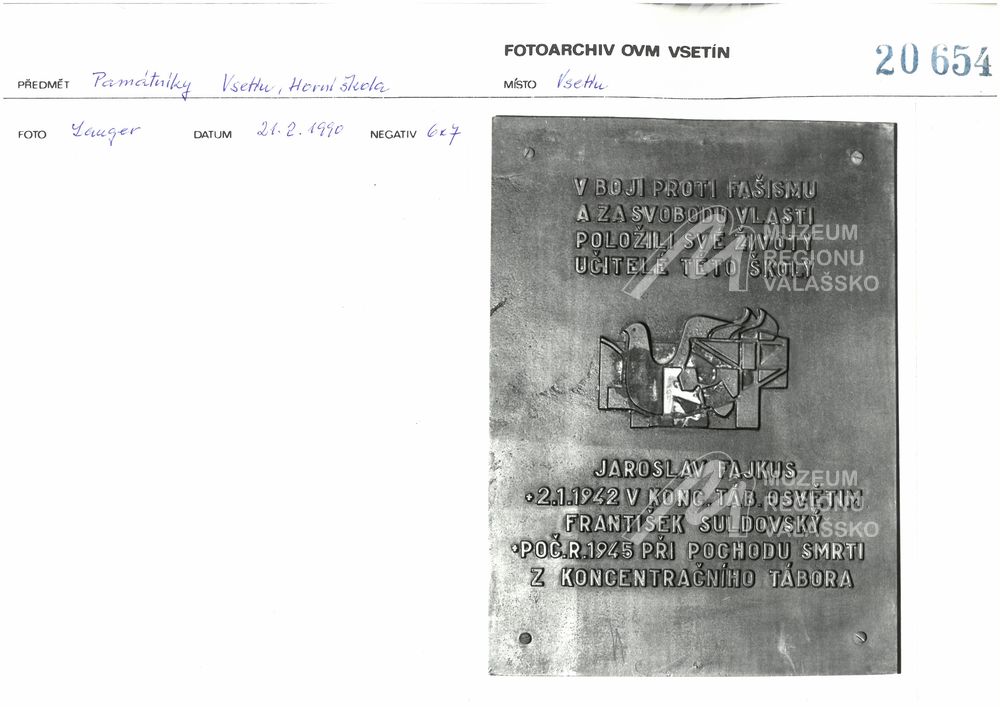 FOTOARCHIV OVM VSETÍN
20 654
PŘEDMĚT Památníky Vsetín, Horní škola
MÍSTO Vsetín
FOTO Langer DATUM 21.2.1990 NEGATIV 6x7
V BOJI PROTI FAŠISMU
A ZA SVOBODU VLASTI
POLOŽILI SVÉ ŽIVOTY
UČITELÉ TÉTO ŠKOLY
MUZEUM
REGIONU
VALAŠSKO
JAROSLAV FAJKUS
+2.1.1942 V KONC. TÁB. OSVĚTIM
FRANTIŠEK SULDOVSKÝ
+POČ.R.1945 PŘI POCHODU SMRTI
Z KONCENTRAČNÍHO TÁBORA
MUZEUM
REGIONU
VALAŠSKO